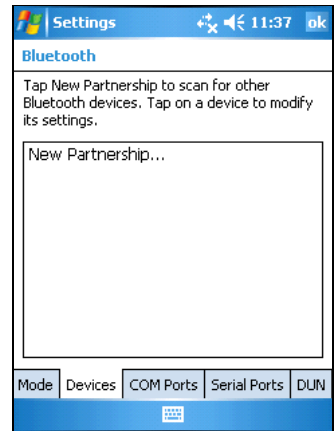 Settings 11:37 ok
Bluetooth
Tap New Partnership to scan for other
Bluetooth devices. Tap on a device to modify
its settings.
New Partnership...
Mode Devices COM Ports Serial Ports DUN